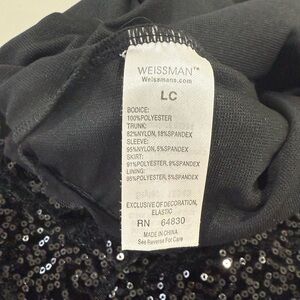 WEISSMAN™
Weissmans.com
LC
BODICE:
100%POLYESTER
TRUNK:
82%NYLON, 18%SPANDEX
SLEEVE:
95%NYLON, 5%SPANDEX
SKIRT:
91%POLYESTER, 9%SPANDEX
LINING:
95%POLYESTER, 5%SPANDEX
EXCLUSIVE OF DECORATION,
ELASTIC
RN 64830
MADE IN CHINA
See Reverse For Care